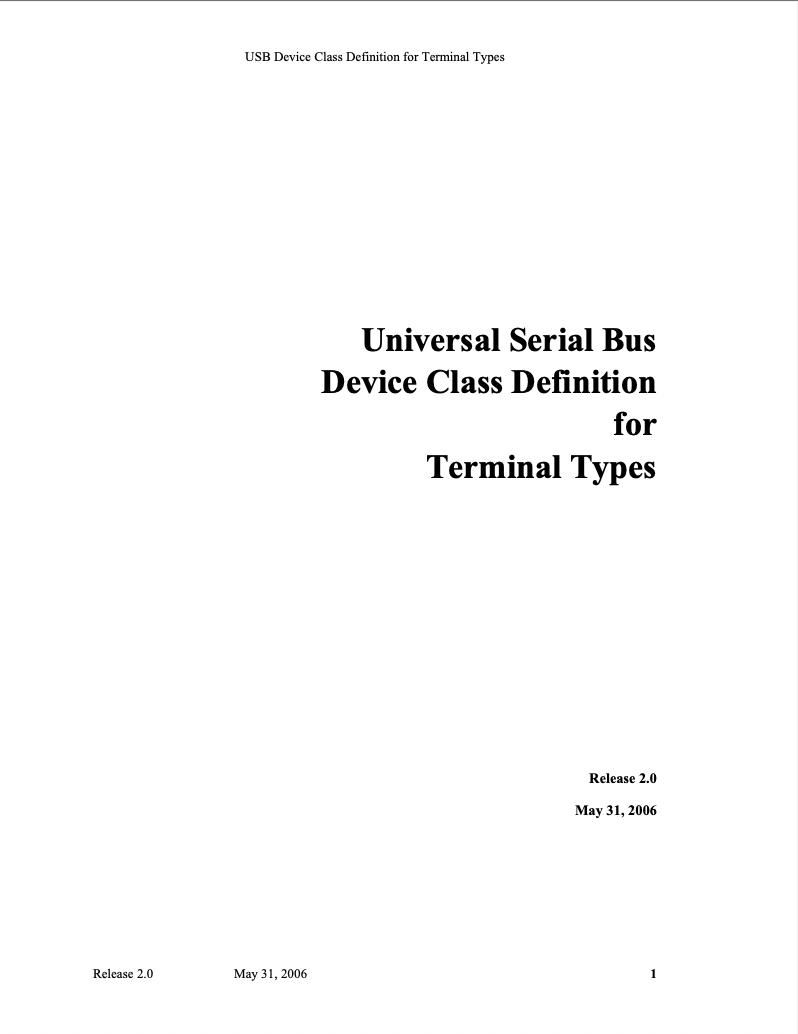 USB Device Class Definition for Terminal Types
Universal Serial Bus
Device Class Definition
for
Terminal Types
Release 2.0
May 31, 2006
Release 2.0 May 31, 2006 1